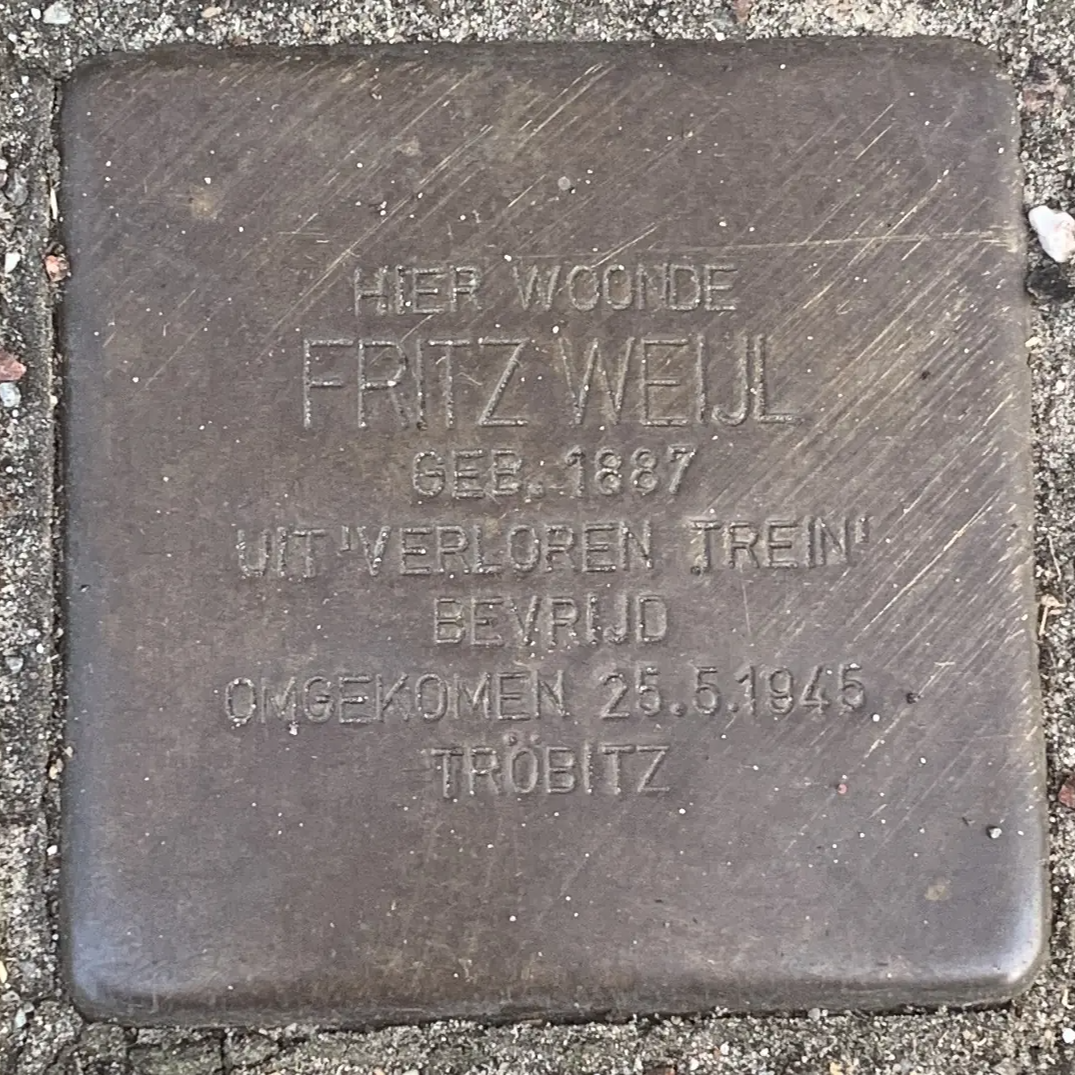 HIER WOONDE
FRITZ WEIJL
GEB. 1887
UIT 'VERLOREN TREIN'
BEVRIJD
OMGEKOMEN 25.5.1945
TRÖBITZ